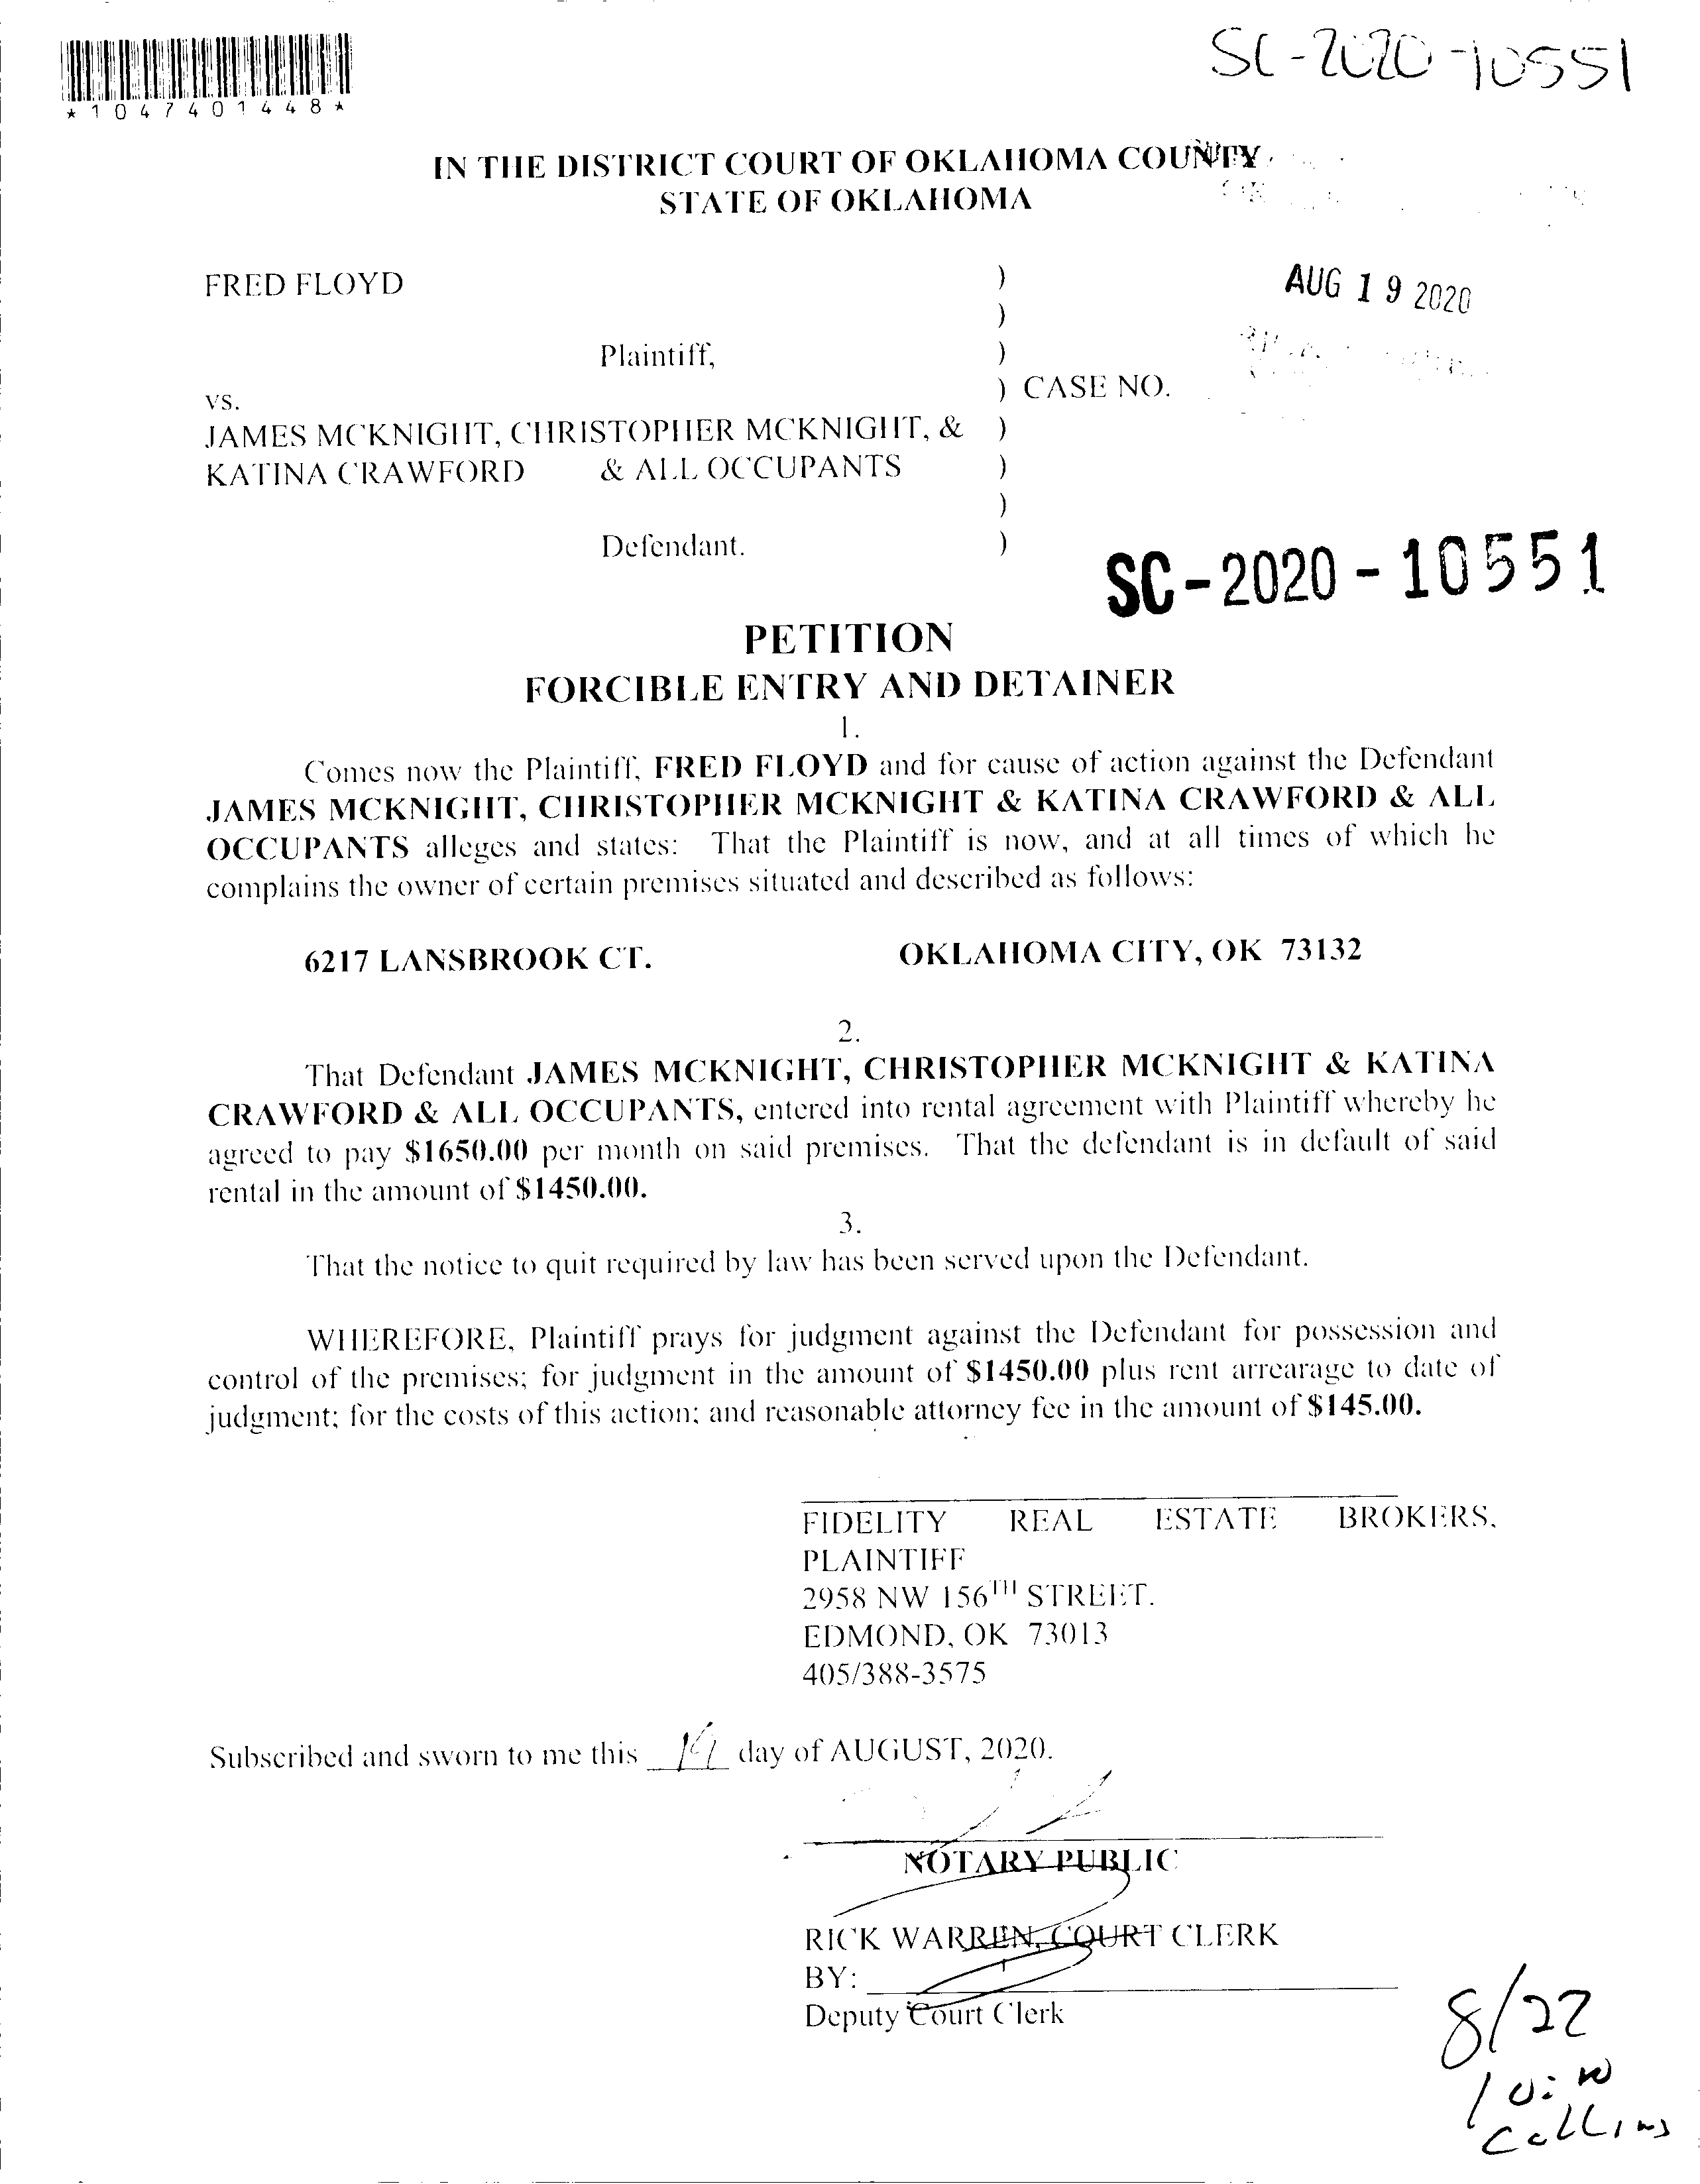 SC-2020-10551
*1047401448*
IN THE DISTRICT COURT OF OKLAHOMA COUNTY
STATE OF OKLAHOMA
FRED FLOYD )
)
AUG 19 2020
Plaintiff, )
) CASE NO.
vs.
JAMES MCKNIGHT, CHRISTOPHER MCKNIGHT, & )
KATINA CRAWFORD & ALL OCCUPANTS )
)
Defendant. )
SC-2020-10551
PETITION
FORCIBLE ENTRY AND DETAINER
1.
Comes now the Plaintiff, FRED FLOYD and for cause of action against the Defendant
JAMES MCKNIGHT, CHRISTOPHER MCKNIGHT & KATINA CRAWFORD & ALL
OCCUPANTS alleges and states: That the Plaintiff is now, and at all times of which he
complains the owner of certain premises situated and described as follows:
6217 LANSBROOK CT. OKLAHOMA CITY, OK 73132
2.
That Defendant JAMES MCKNIGHT, CHRISTOPHER MCKNIGHT & KATINA
CRAWFORD & ALL OCCUPANTS, entered into rental agreement with Plaintiff whereby he
agreed to pay $1650.00 per month on said premises. That the defendant is in default of said
rental in the amount of $1450.00.
3.
That the notice to quit required by law has been served upon the Defendant.
WHEREFORE, Plaintiff prays for judgment against the Defendant for possession and
control of the premises; for judgment in the amount of $1450.00 plus rent arrearage to date of
judgment; for the costs of this action; and reasonable attorney fee in the amount of $145.00.
FIDELITY REAL ESTATE BROKERS,
PLAINTIFF
2958 NW 156TH STREET.
EDMOND, OK 73013
405/388-3575
Subscribed and sworn to me this 19 day of AUGUST, 2020.
NOTARY PUBLIC
RICK WARREN, COURT CLERK
BY:
Deputy Court Clerk
8/22
Collins